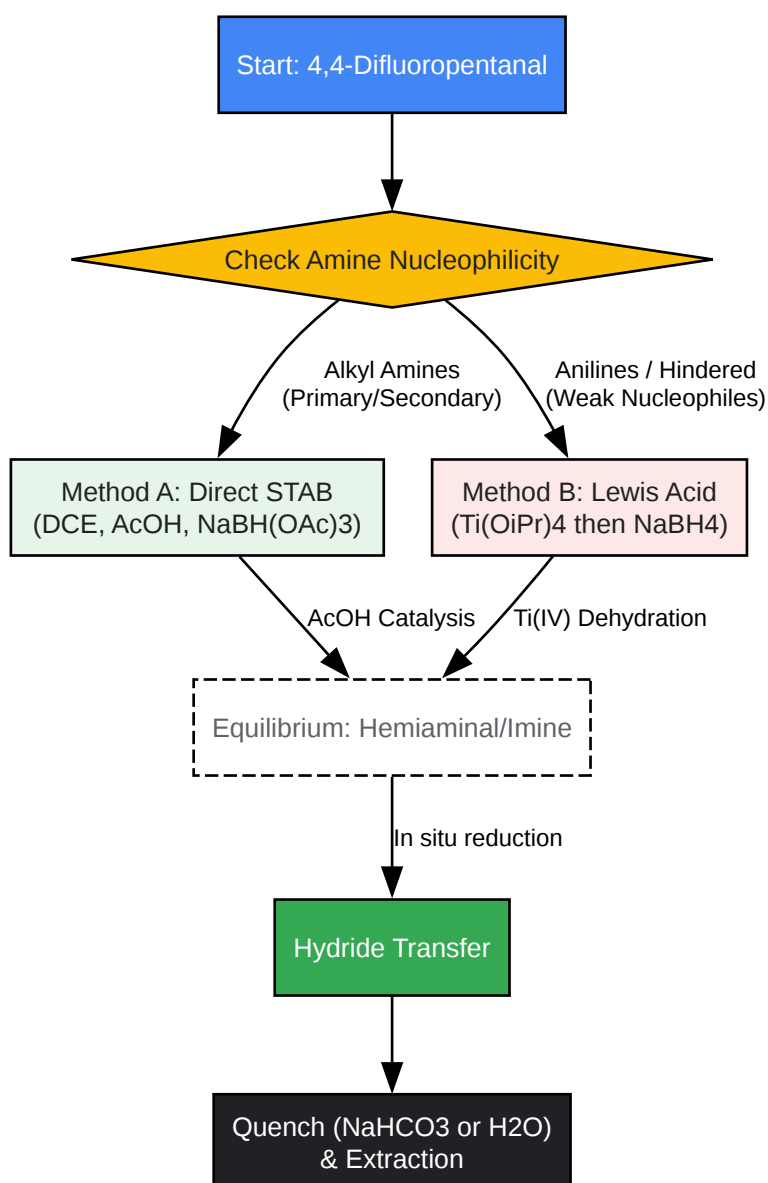 Start: 4,4-Difluoropentanal
Check Amine Nucleophilicity
Alkyl Amines
(Primary/Secondary)
Anilines / Hindered
(Weak Nucleophiles)
Method A: Direct STAB
(DCE, AcOH, NaBH(OAc)3)
Method B: Lewis Acid
(Ti(OiPr)4 then NaBH4)
AcOH Catalysis
Ti(IV) Dehydration
Equilibrium: Hemiaminal/Imine
In situ reduction
Hydride Transfer
Quench (NaHCO3 or H2O)
& Extraction